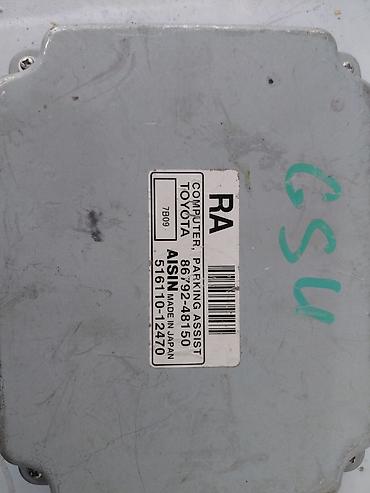 RA
COMPUTER, PARKING ASSIST
TOYOTA 86792-48150
7B09
AISIN MADE IN JAPAN
516110-12470
GSU